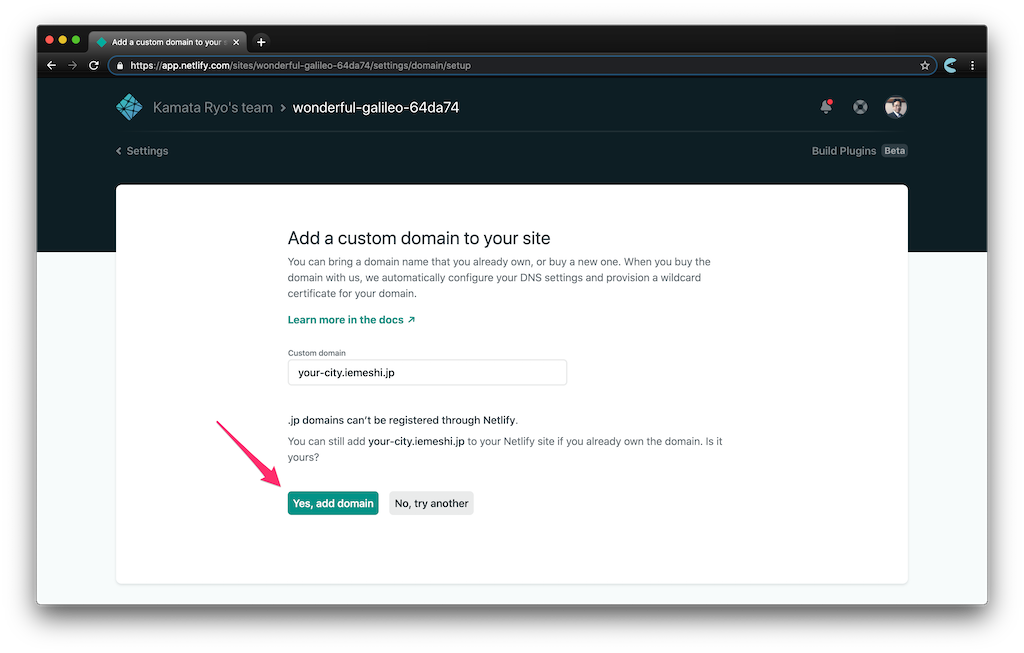 Add a custom domain to your s
https://app.netlify.com/sites/wonderful-galileo-64da74/settings/domain/setup
Kamata Ryo's team > wonderful-galileo-64da74
Settings
Build Plugins Beta
Add a custom domain to your site
You can bring a domain name that you already own, or buy a new one. When you buy the
domain with us, we automatically configure your DNS settings and provision a wildcard
certificate for your domain.
Learn more in the docs ↗
Custom domain
your-city.iemeshi.jp
.jp domains can't be registered through Netlify.
You can still add your-city.iemeshi.jp to your Netlify site if you already own the domain. Is it
yours?
Yes, add domain
No, try another